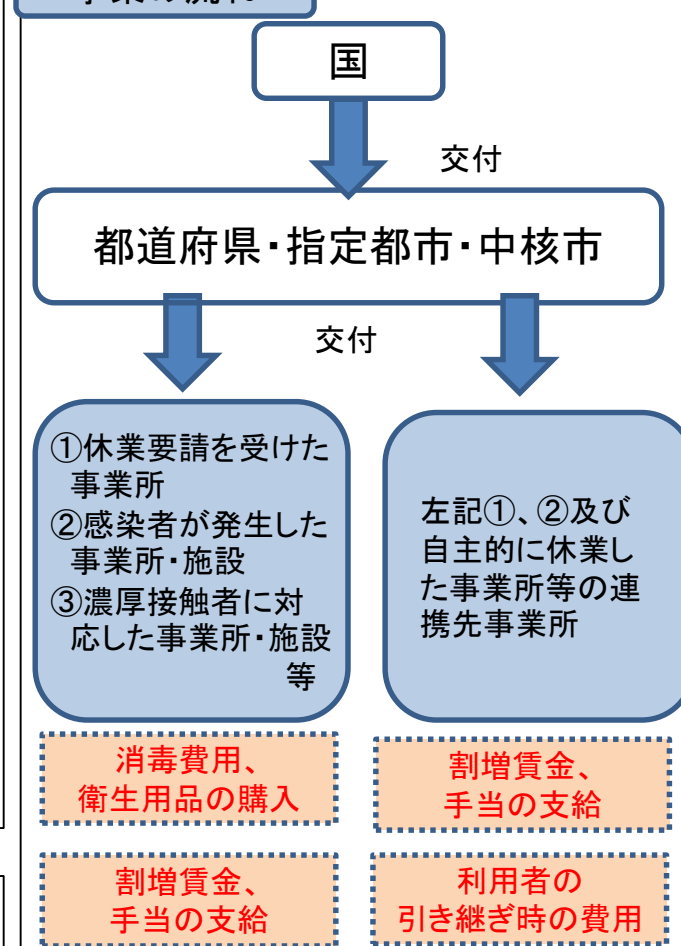 国
交付
都道府県・指定都市・中核市
交付
①休業要請を受けた
事業所
②感染者が発生した
事業所・施設
③濃厚接触者に対
応した事業所・施設
等
左記①、②及び
自主的に休業し
た事業所等の連
携先事業所
消毒費用、
衛生用品の購入
割増賃金、
手当の支給
割増賃金、
手当の支給
利用者の
引き継ぎ時の費用